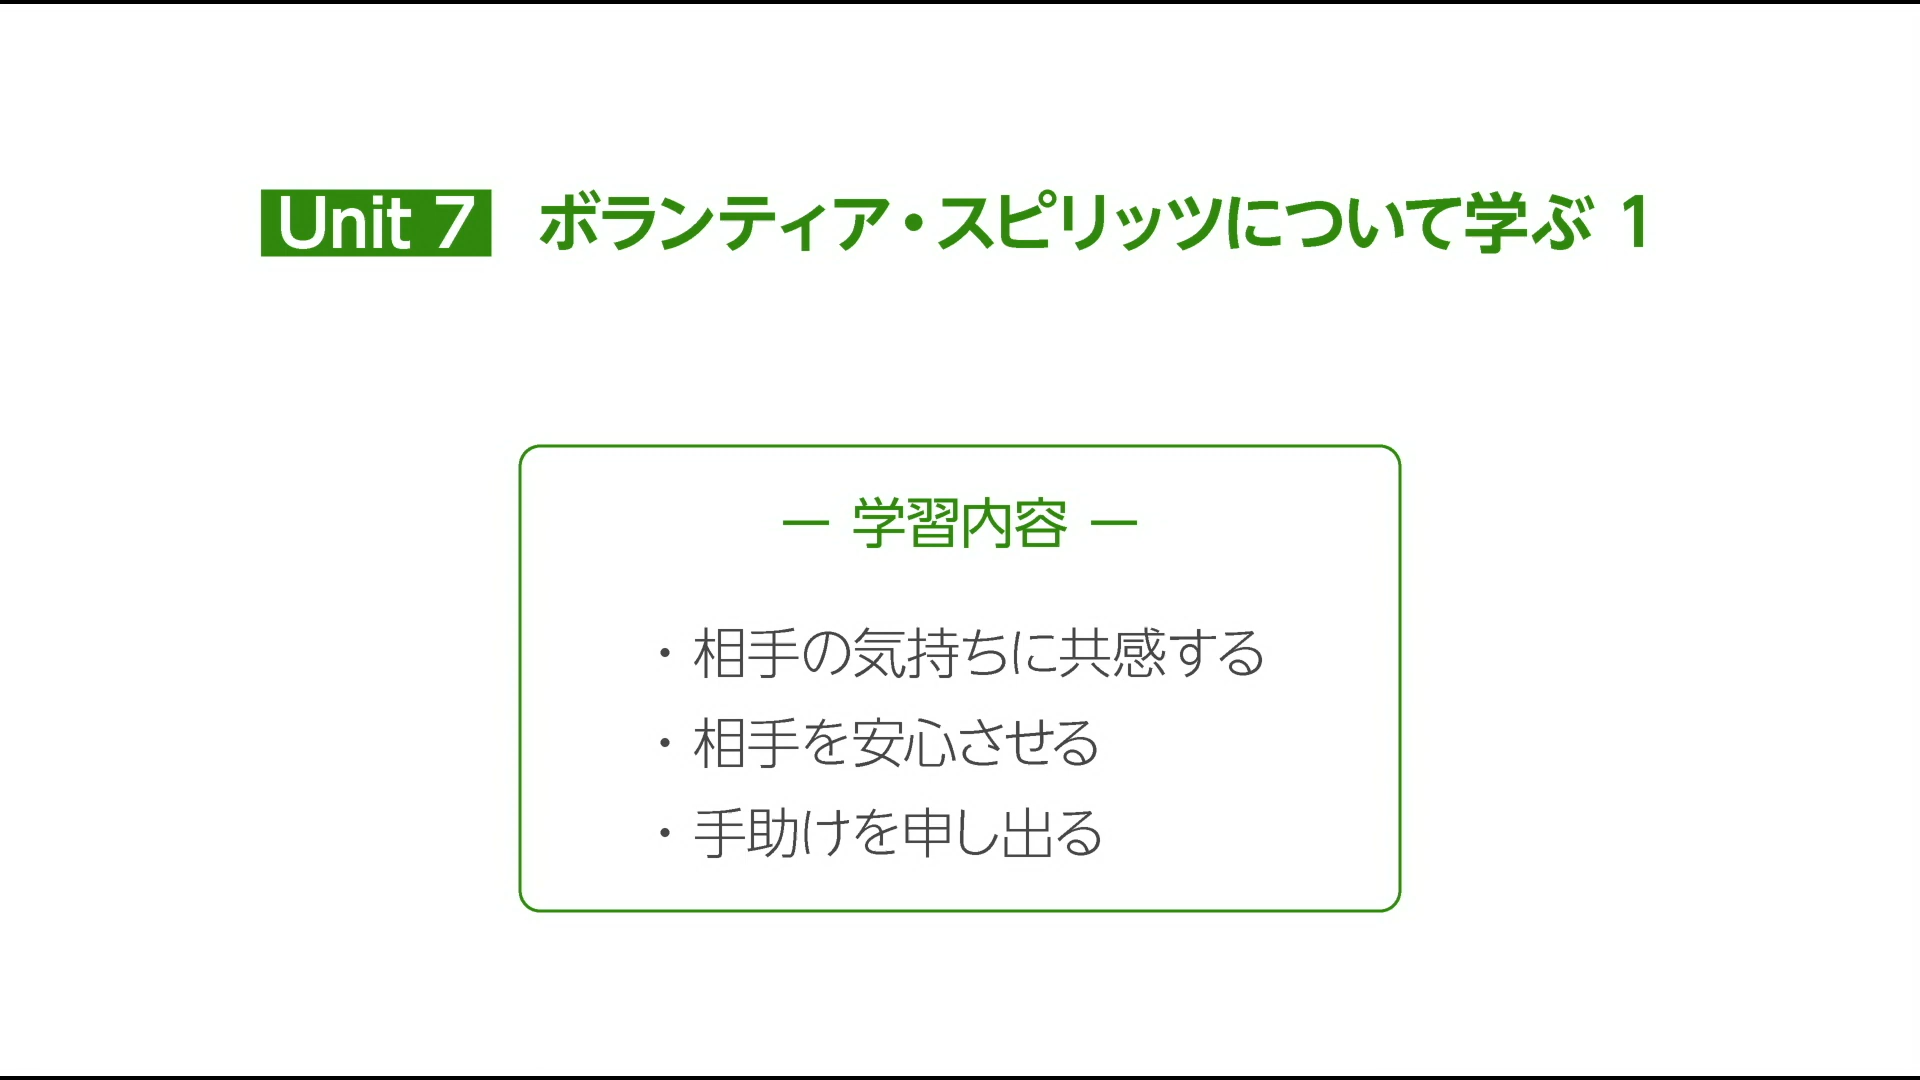 Unit 7 ボランティア・スピリッツについて学ぶ 1
― 学習内容 ―
・相手の気持ちに共感する
・相手を安心させる
・手助けを申し出る